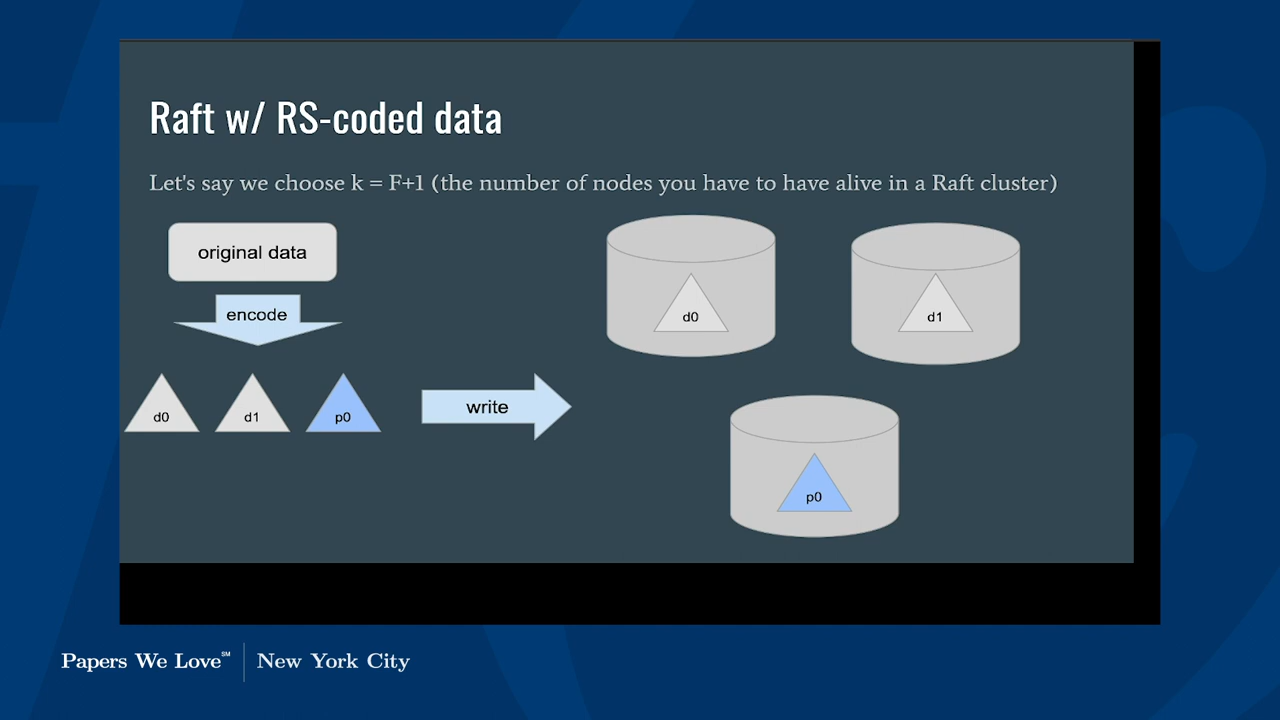 Raft w/ RS-coded data
Let's say we choose k = F+1 (the number of nodes you have to have alive in a Raft cluster)
original data
encode
d0 d1 p0
write
d0
d1
p0
Papers We Love℠ | New York City